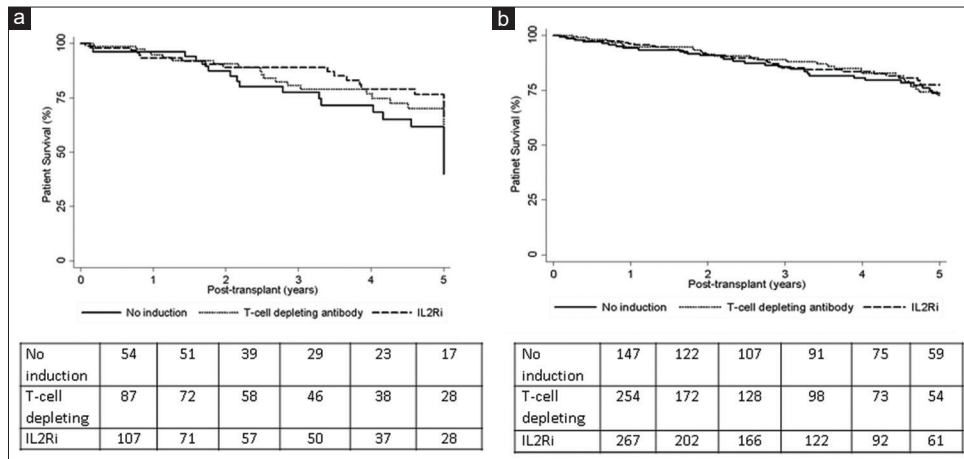 a
Patient Survival (%)
100
75
50
25
0
0 1 2 3 4 5
Post-transplant (years)
No induction T-cell depleting antibody IL2Ri
No induction 54 51 39 29 23 17
T-cell depleting 87 72 58 46 38 28
IL2Ri 107 71 57 50 37 28
b
Patinet Survival (%)
100
75
50
25
0
0 1 2 3 4 5
Post-transplant (years)
No induction T-cell depleting antibody IL2Ri
No induction 147 122 107 91 75 59
T-cell depleting 254 172 128 98 73 54
IL2Ri 267 202 166 122 92 61